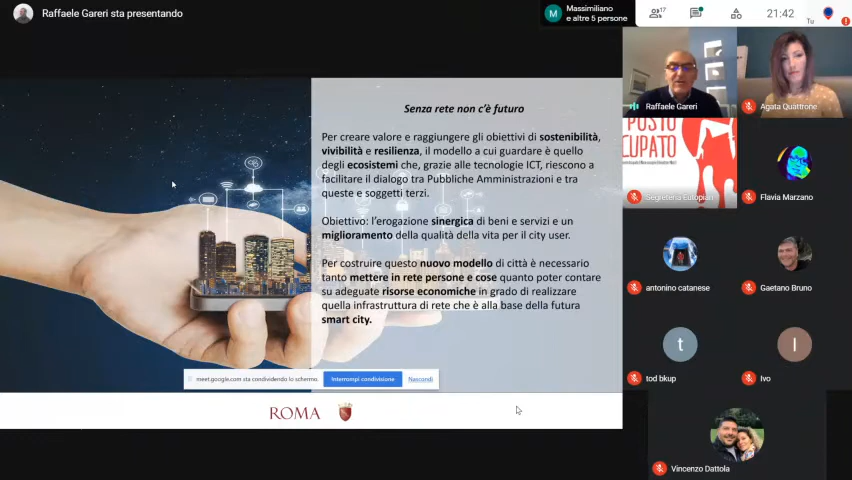 Raffaele Gareri sta presentando
M
Massimiliano
e altre 5 persone
17
21:42
Tu
Senza rete non c'è futuro
Per creare valore e raggiungere gli obiettivi di sostenibilità,
vivibilità e resilienza, il modello a cui guardare è quello
degli ecosistemi che, grazie alle tecnologie ICT, riescono a
facilitare il dialogo tra Pubbliche Amministrazioni e tra
queste e soggetti terzi.
Obiettivo: l'erogazione sinergica di beni e servizi e un
miglioramento della qualità della vita per il city user.
Per costruire questo nuovo modello di città è necessario
tanto mettere in rete persone e cose quanto poter contare
su adeguate risorse economiche in grado di realizzare
quella infrastruttura di rete che è alla base della futura
smart city.
meet.google.com sta condividendo lo schermo.
Interrompi condivisione
Nascondi
ROMA
Raffaele Gareri
Agata Quattrone
POSTO
CUPATO
Segreteria Eutopian
Flavia Marzano
antonino catanese
Gaetano Bruno
t
tod bkup
I
Ivo
Vincenzo Dattola